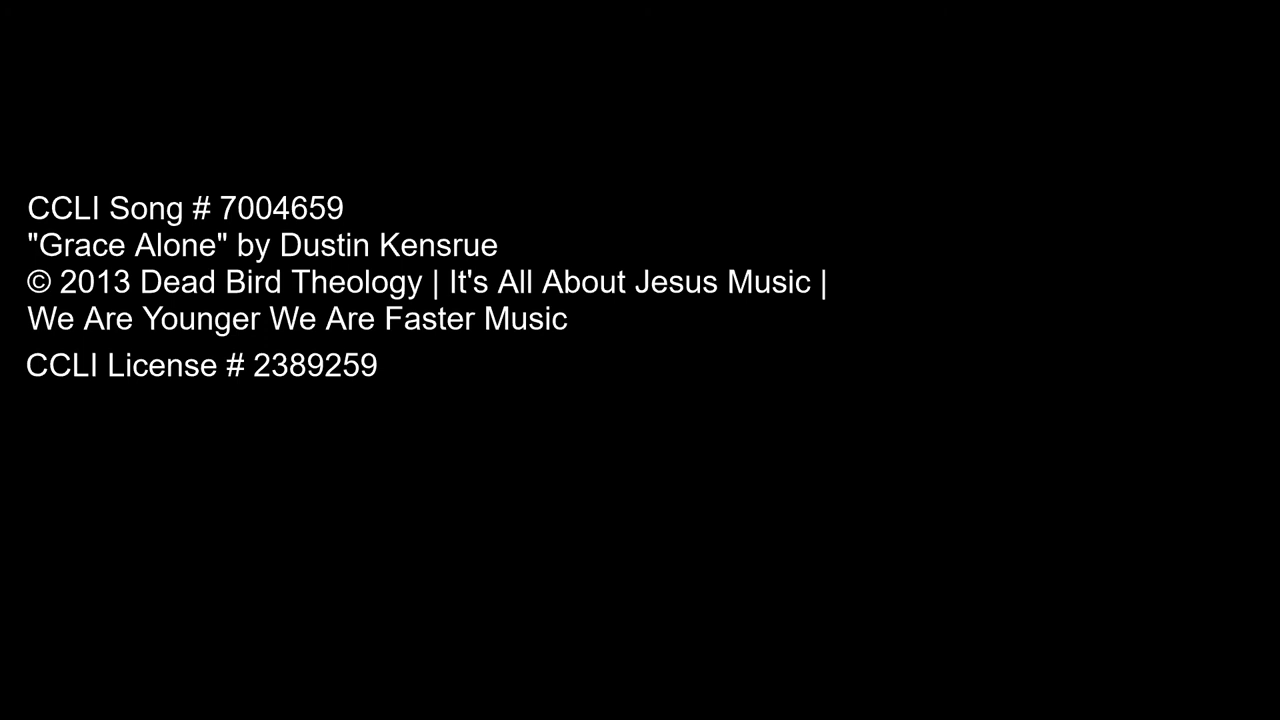 CCLI Song # 7004659
"Grace Alone" by Dustin Kensrue
© 2013 Dead Bird Theology | It's All About Jesus Music |
We Are Younger We Are Faster Music
CCLI License # 2389259